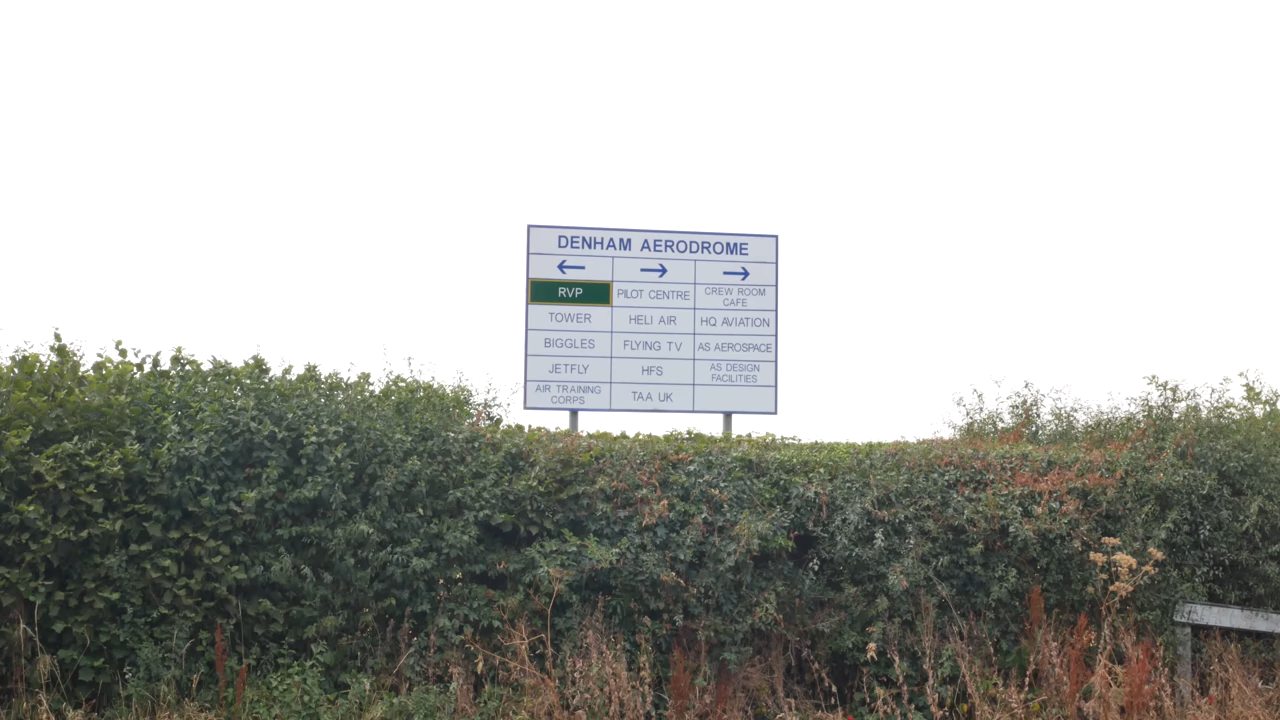 DENHAM AERODROME
← → →
RVP PILOT CENTRE CREW ROOM CAFE
TOWER HELI AIR HQ AVIATION
BIGGLES FLYING TV AS AEROSPACE
JETFLY HFS AS DESIGN FACILITIES
AIR TRAINING CORPS TAA UK